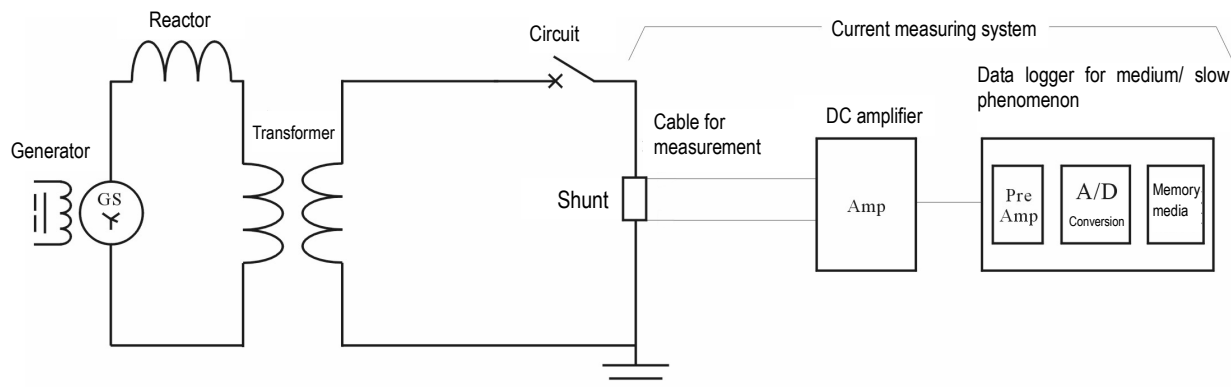 Reactor
Circuit
Current measuring system
Data logger for medium/ slow
phenomenon
DC amplifier
Cable for
measurement
Transformer
Generator
GS
Shunt
Amp
Pre
Amp
A/D
Conversion
Memory
media